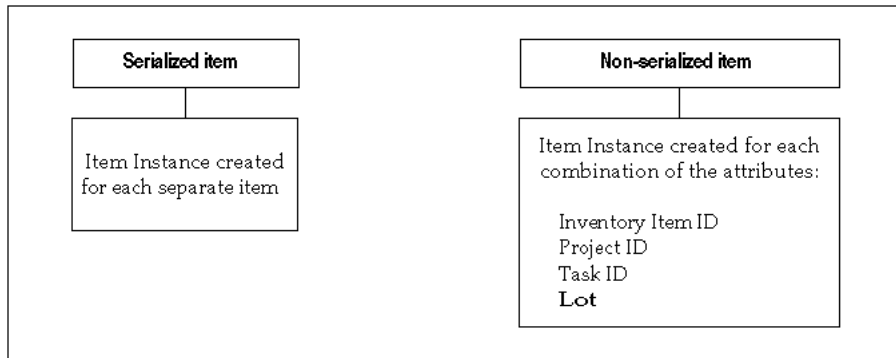 Serialized item
Item Instance created
for each separate item
Non-serialized item
Item Instance created for each
combination of the attributes:
Inventory Item ID
Project ID
Task ID
Lot